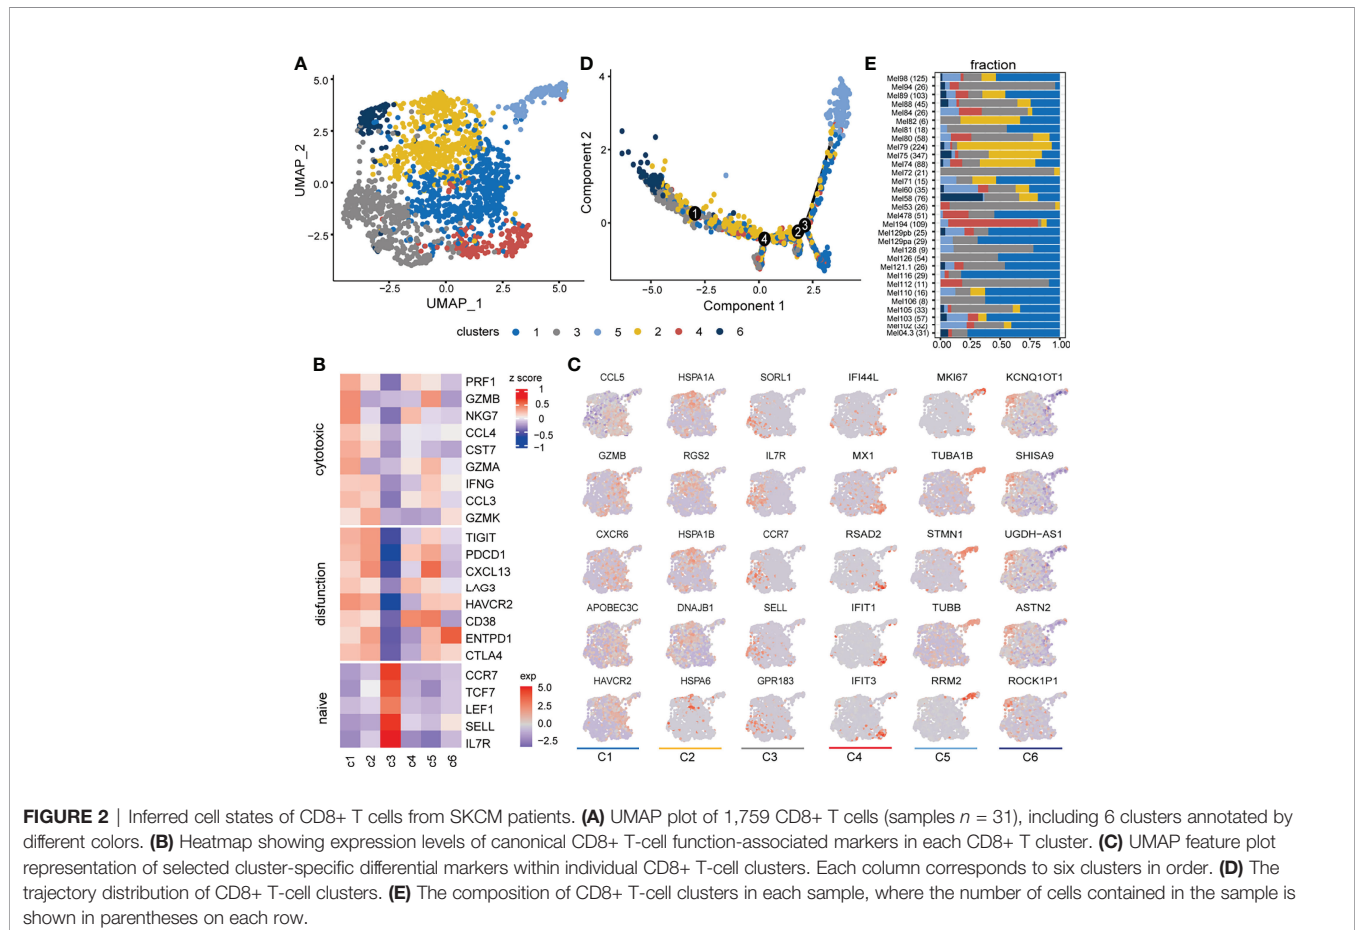 A
UMAP_2
5.0
2.5
0.0
−2.5
−2.5 0.0 2.5 5.0
UMAP_1
D
Component 2
4
2
0
1
4
2
3
−5.0 −2.5 0.0 2.5
Component 1
clusters 1 3 5 2 4 6
E
fraction
Mel98 (125)
Mel94 (26)
Mel89 (103)
Mel88 (45)
Mel84 (26)
Mel82 (6)
Mel81 (18)
Mel80 (58)
Mel79 (224)
Mel75 (347)
Mel74 (88)
Mel72 (21)
Mel71 (15)
Mel60 (35)
Mel58 (76)
Mel53 (26)
Mel478 (51)
Mel194 (109)
Mel129pb (25)
Mel129pa (29)
Mel128 (9)
Mel126 (54)
Mel121.1 (26)
Mel116 (29)
Mel112 (11)
Mel110 (16)
Mel106 (8)
Mel105 (33)
Mel103 (57)
Mel102 (32)
Mel04.3 (31)
0.00 0.25 0.50 0.75 1.00
B
cytotoxic
PRF1
GZMB
NKG7
CCL4
CST7
GZMA
IFNG
CCL3
GZMK
disfunction
TIGIT
PDCD1
CXCL13
LAG3
HAVCR2
CD38
ENTPD1
CTLA4
naive
CCR7
TCF7
LEF1
SELL
IL7R
c1 c2 c3 c4 c5 c6
z score
1
0.5
0
−0.5
−1
exp
5.0
2.5
0.0
−2.5
C
CCL5 HSPA1A SORL1 IFI44L MKI67 KCNQ1OT1
GZMB RGS2 IL7R MX1 TUBA1B SHISA9
CXCR6 HSPA1B CCR7 RSAD2 STMN1 UGDH−AS1
APOBEC3C DNAJB1 SELL IFIT1 TUBB ASTN2
HAVCR2 HSPA6 GPR183 IFIT3 RRM2 ROCK1P1
C1 C2 C3 C4 C5 C6
FIGURE 2 | Inferred cell states of CD8+ T cells from SKCM patients. (A) UMAP plot of 1,759 CD8+ T cells (samples n = 31), including 6 clusters annotated by
different colors. (B) Heatmap showing expression levels of canonical CD8+ T-cell function-associated markers in each CD8+ T cluster. (C) UMAP feature plot
representation of selected cluster-specific differential markers within individual CD8+ T-cell clusters. Each column corresponds to six clusters in order. (D) The
trajectory distribution of CD8+ T-cell clusters. (E) The composition of CD8+ T-cell clusters in each sample, where the number of cells contained in the sample is
shown in parentheses on each row.